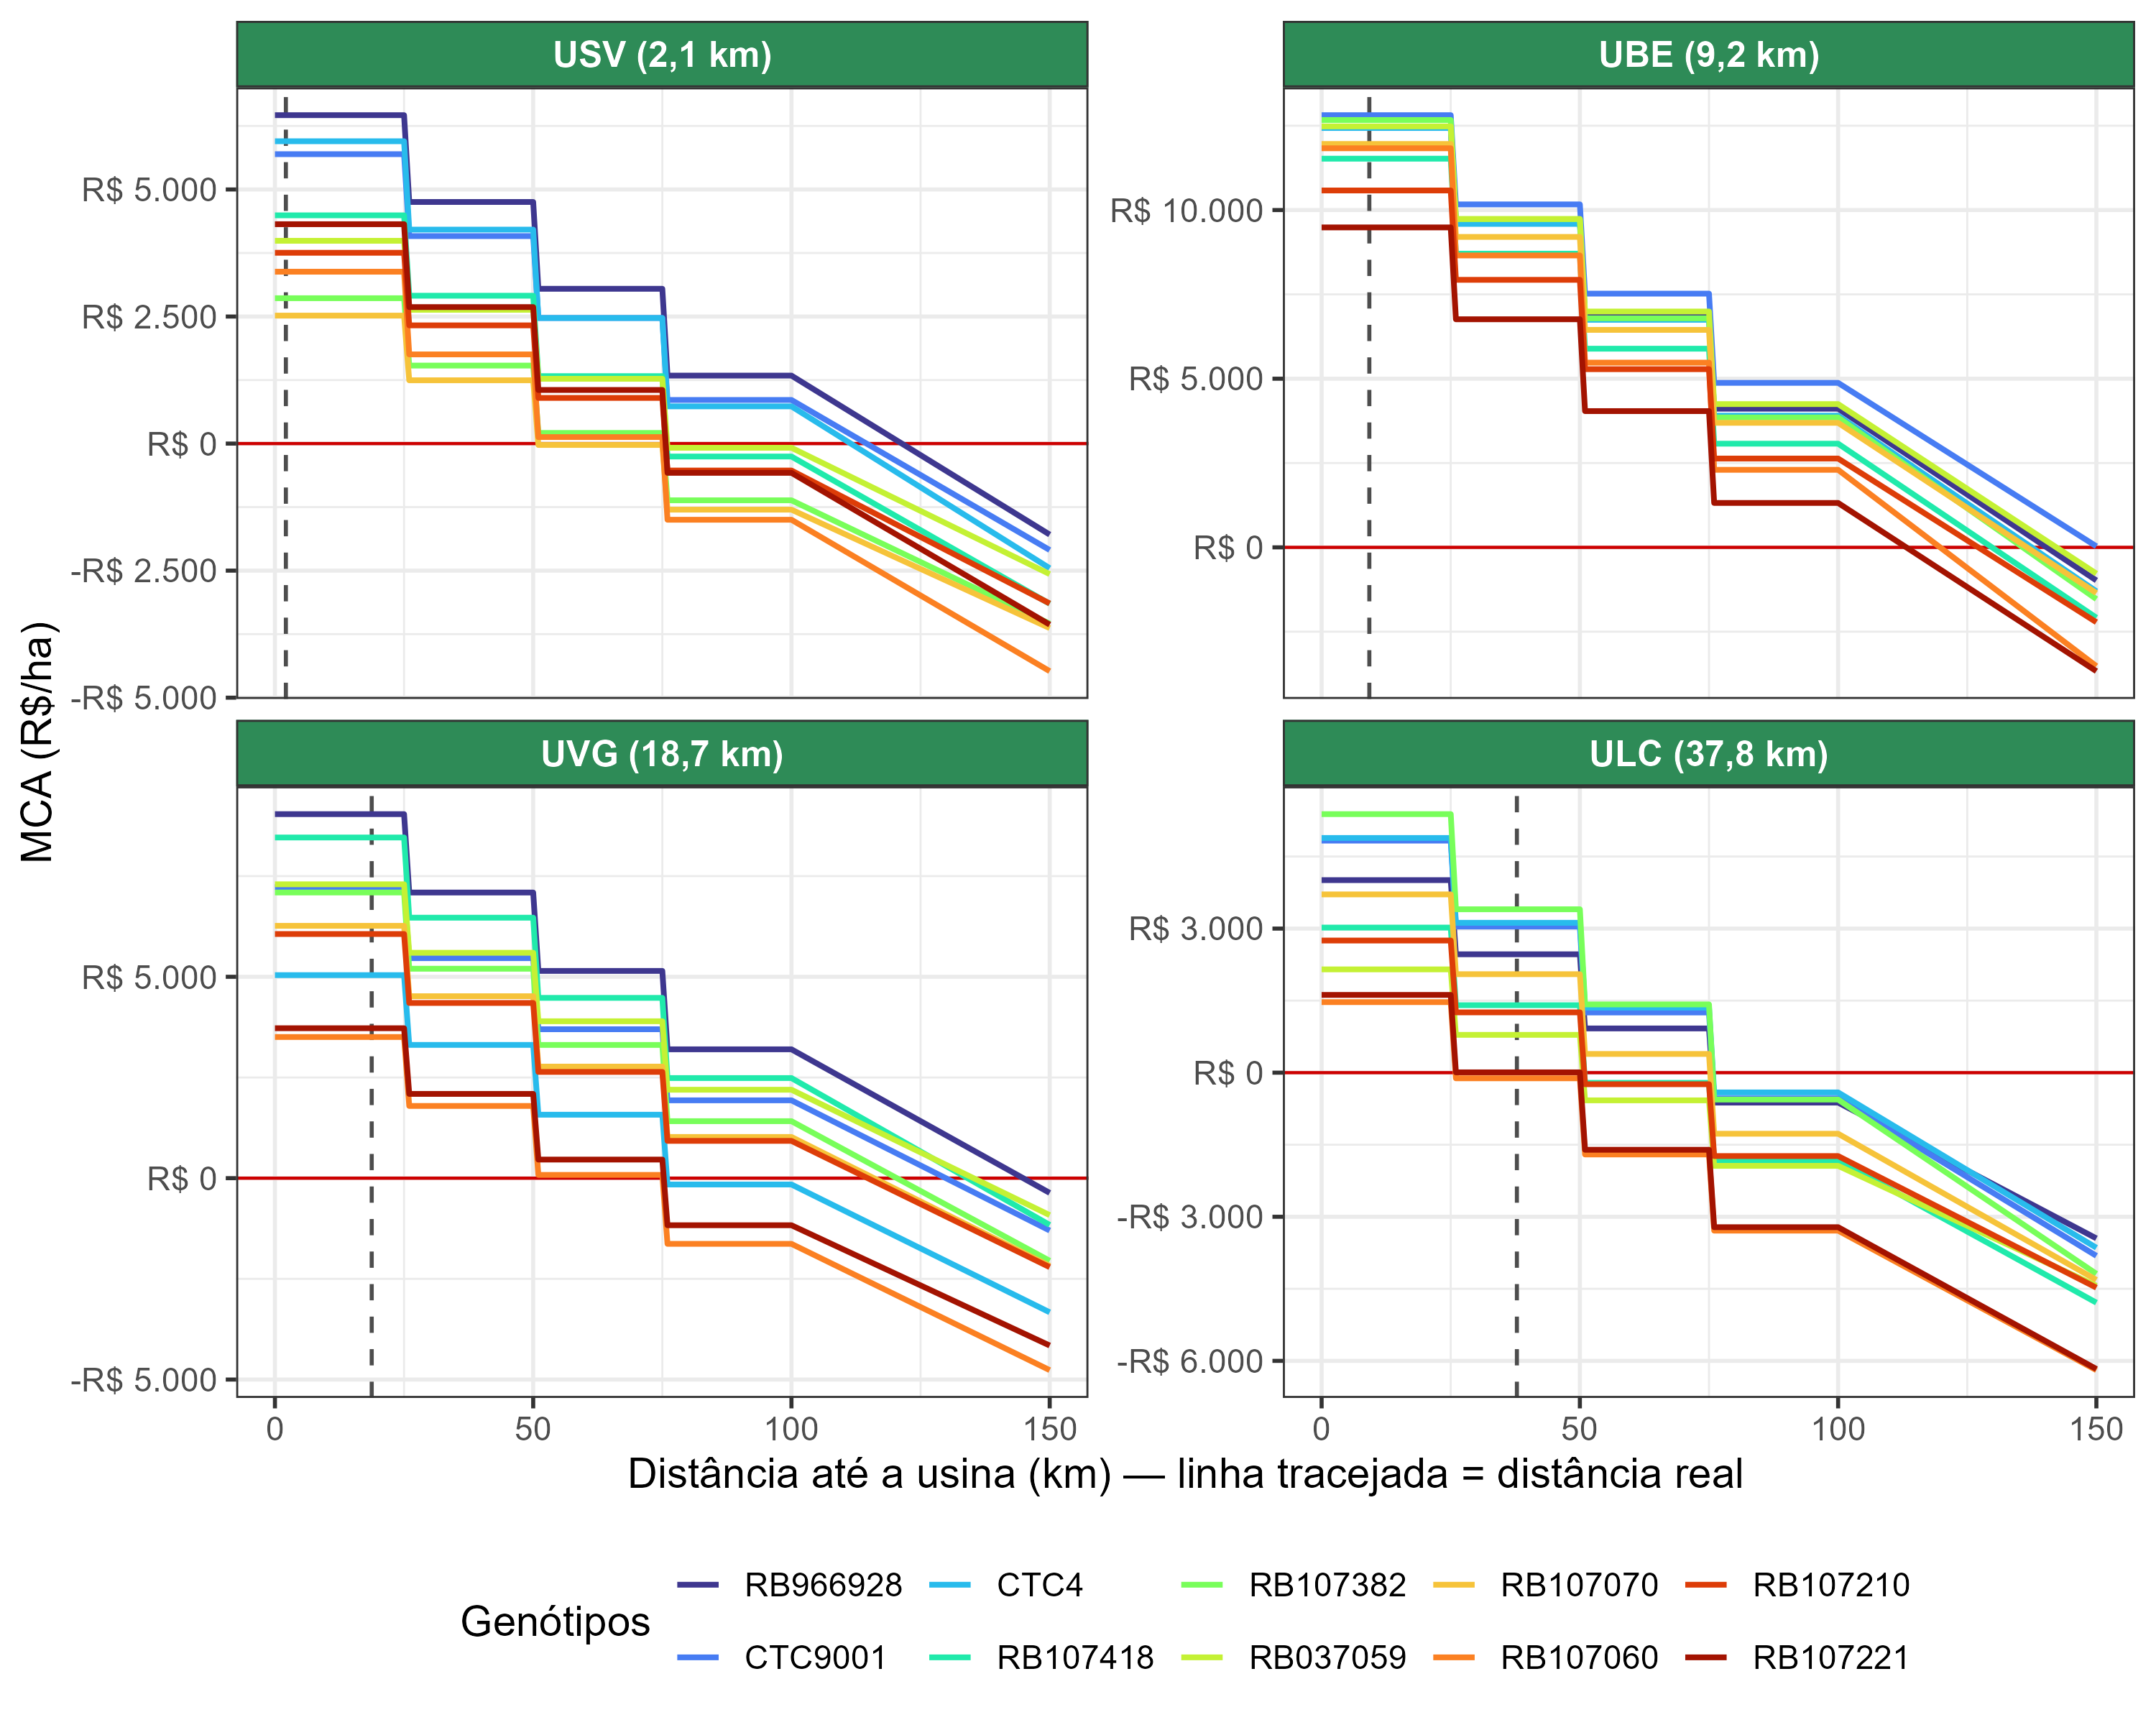 USV (2,1 km)
UBE (9,2 km)
R$ 5.000
R$ 2.500
R$ 0
-R$ 2.500
-R$ 5.000
R$ 10.000
R$ 5.000
R$ 0
UVG (18,7 km)
ULC (37,8 km)
R$ 5.000
R$ 0
-R$ 5.000
R$ 3.000
R$ 0
-R$ 3.000
-R$ 6.000
MCA (R$/ha)
0 50 100 150
0 50 100 150
Distância até a usina (km) — linha tracejada = distância real
Genótipos
RB966928 CTC4 RB107382 RB107070 RB107210
CTC9001 RB107418 RB037059 RB107060 RB107221